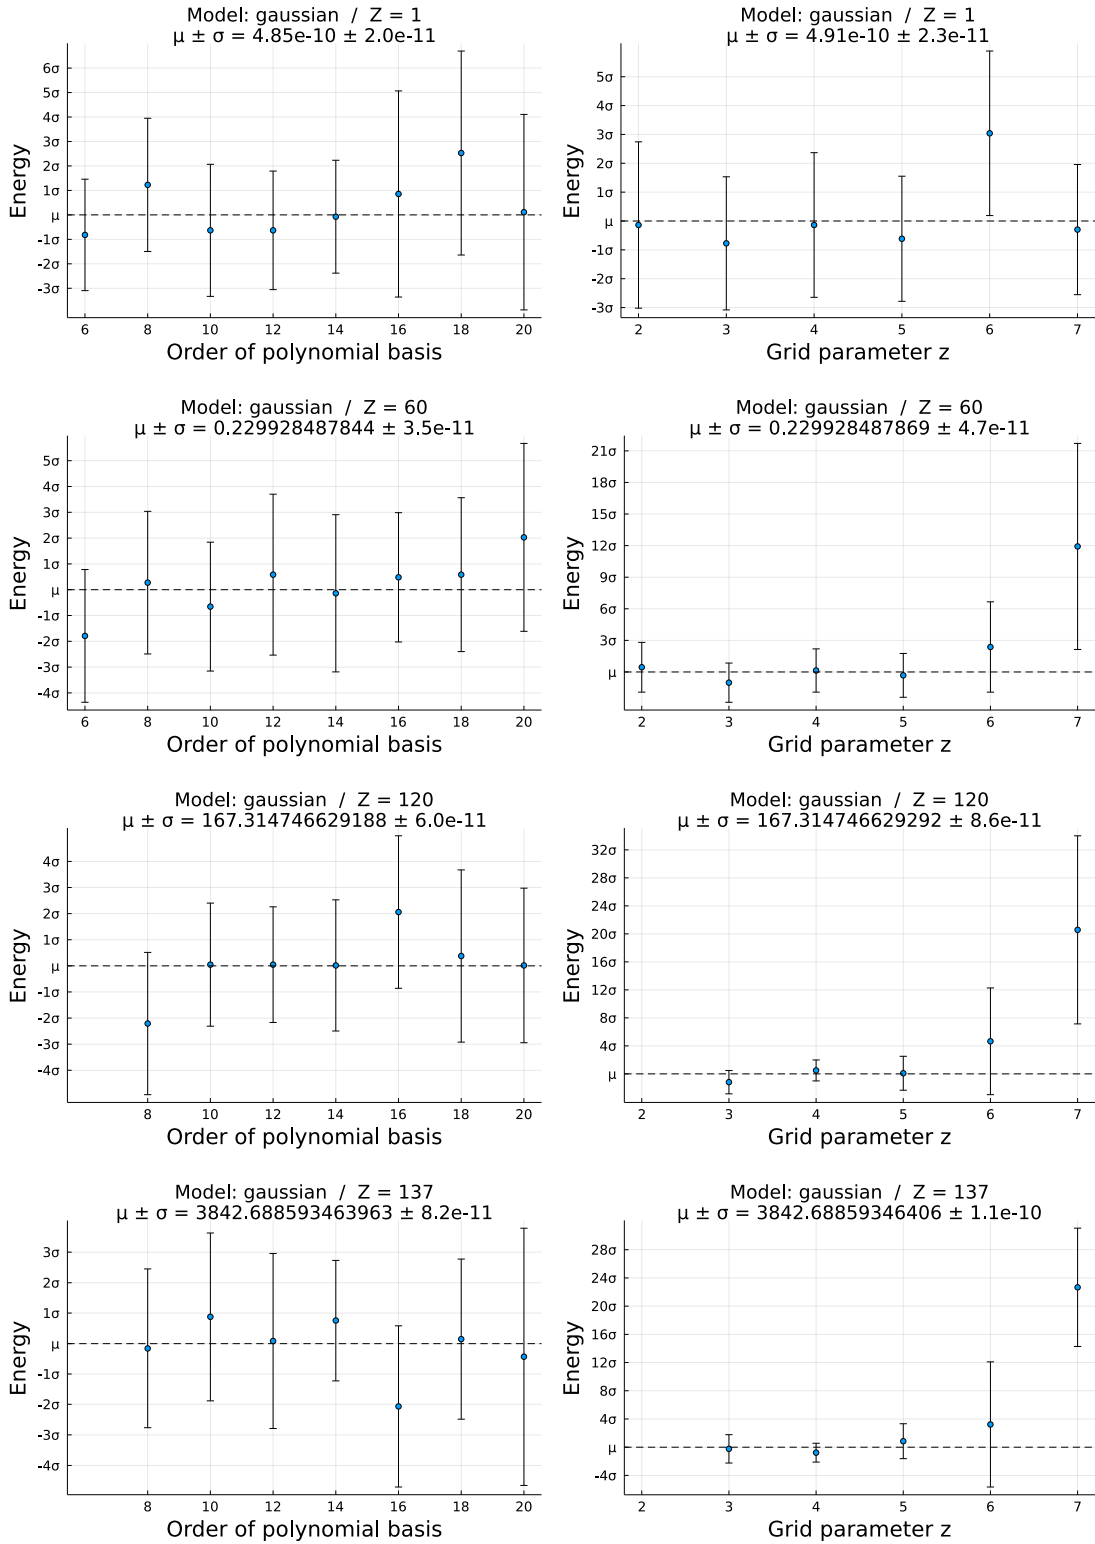 Model: gaussian / Z = 1
μ ± σ = 4.85e-10 ± 2.0e-11
Energy
6σ
5σ
4σ
3σ
2σ
1σ
μ
-1σ
-2σ
-3σ
6 8 10 12 14 16 18 20
Order of polynomial basis
Model: gaussian / Z = 1
μ ± σ = 4.91e-10 ± 2.3e-11
Energy
5σ
4σ
3σ
2σ
1σ
μ
-1σ
-2σ
-3σ
2 3 4 5 6 7
Grid parameter z
Model: gaussian / Z = 60
μ ± σ = 0.229928487844 ± 3.5e-11
Energy
5σ
4σ
3σ
2σ
1σ
μ
-1σ
-2σ
-3σ
-4σ
6 8 10 12 14 16 18 20
Order of polynomial basis
Model: gaussian / Z = 60
μ ± σ = 0.229928487869 ± 4.7e-11
Energy
21σ
18σ
15σ
12σ
9σ
6σ
3σ
μ
2 3 4 5 6 7
Grid parameter z
Model: gaussian / Z = 120
μ ± σ = 167.314746629188 ± 6.0e-11
Energy
4σ
3σ
2σ
1σ
μ
-1σ
-2σ
-3σ
-4σ
8 10 12 14 16 18 20
Order of polynomial basis
Model: gaussian / Z = 120
μ ± σ = 167.314746629292 ± 8.6e-11
Energy
32σ
28σ
24σ
20σ
16σ
12σ
8σ
4σ
μ
2 3 4 5 6 7
Grid parameter z
Model: gaussian / Z = 137
μ ± σ = 3842.688593463963 ± 8.2e-11
Energy
3σ
2σ
1σ
μ
-1σ
-2σ
-3σ
-4σ
8 10 12 14 16 18 20
Order of polynomial basis
Model: gaussian / Z = 137
μ ± σ = 3842.68859346406 ± 1.1e-10
Energy
28σ
24σ
20σ
16σ
12σ
8σ
4σ
μ
-4σ
2 3 4 5 6 7
Grid parameter z